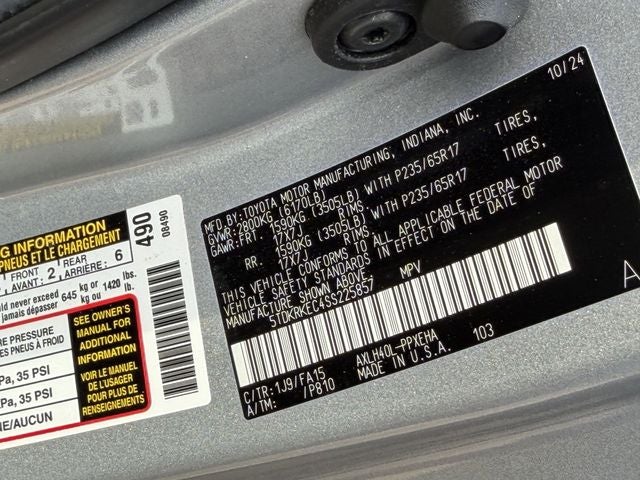 10/24
MFD BY: TOYOTA MOTOR MANUFACTURING, INDIANA, INC.
GVWR: 2800KG (6170LB)
GAWR:FRT 1590KG (3505LB) WITH P235/65R17 TIRES,
17X7J RIMS
RR. 1590KG (3505LB) WITH P235/65R17 TIRES,
17X7J RIMS
THIS VEHICLE CONFORMS TO ALL APPLICABLE FEDERAL MOTOR
VEHICLE SAFETY STANDARDS IN EFFECT ON THE DATE OF
MANUFACTURE SHOWN ABOVE.
5TDKRKEC4SS225857 MPV
A
C/TR:1J9/FA15 AXLH40L-PPXEHA
A/TM: /P810 MADE IN U.S.A. 103
490
08490
G INFORMATION
PNEUS ET LE CHARGEMENT
FRONT 2 REAR 6
AVANT:
uld never exceed 645 kg or 1420 lbs.
jamais dépasser kg ou lb.
E PRESSURE
ES PNEUS À FROID
Pa, 35 PSI
Pa, 35 PSI
NE/AUCUN
SEE OWNER'S
MANUAL FOR
ADDITIONAL
INFORMATION
VOIR LE MANUEL
DE L'USAGER
POUR PLUS DE
RENSEIGNEMENTS